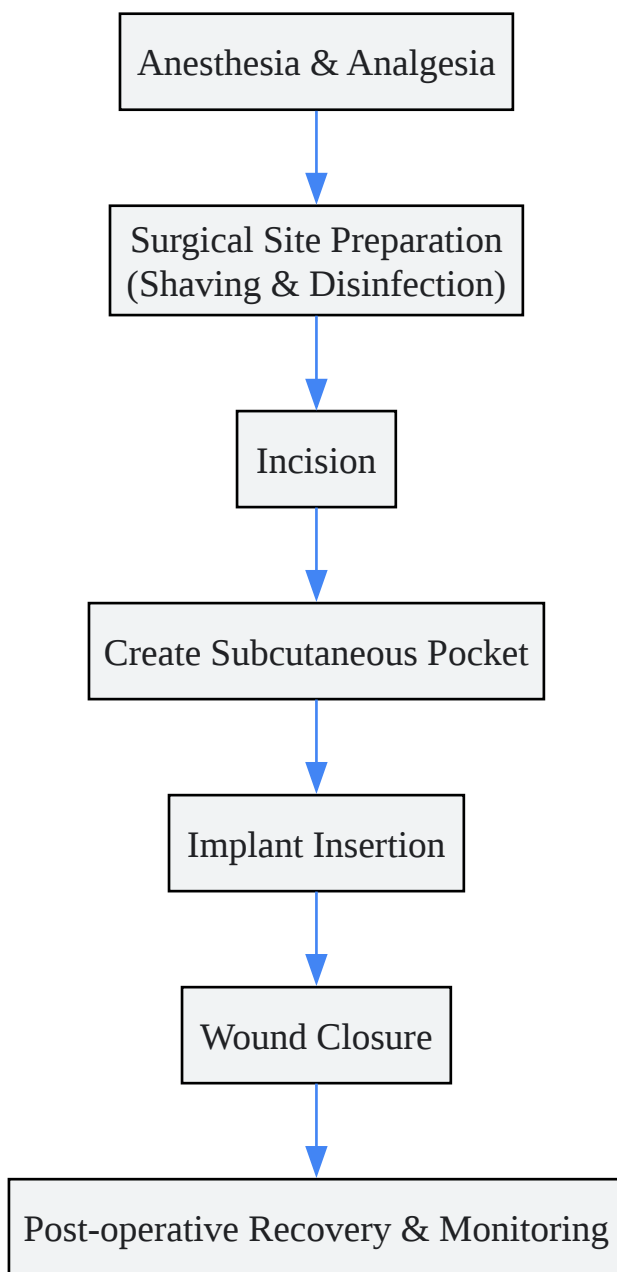 Anesthesia & Analgesia
Surgical Site Preparation
(Shaving & Disinfection)
Incision
Create Subcutaneous Pocket
Implant Insertion
Wound Closure
Post-operative Recovery & Monitoring